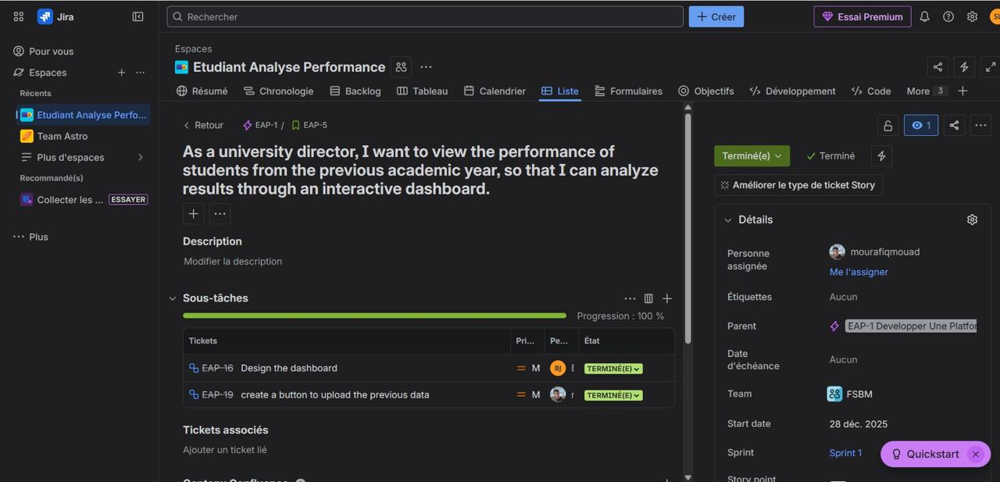 Jira
Rechercher
Créer
Essai Premium
Pour vous
Espaces
Récents
Etudiant Analyse Perfo...
Team Astro
Plus d'espaces
Recommandé(s)
Collecter les ... ESSAYER
Plus
Espaces
Etudiant Analyse Performance
Résumé Chronologie Backlog Tableau Calendrier Liste Formulaires Objectifs Développement Code More 3
Retour EAP-1 / EAP-5
1
As a university director, I want to view the performance of
students from the previous academic year, so that I can analyze
results through an interactive dashboard.
Description
Modifier la description
Sous-tâches
Progression : 100 %
Tickets Pri... Pe... État
EAP-16 Design the dashboard M BJ TERMINÉ(E)
EAP-19 create a button to upload the previous data M TERMINÉ(E)
Tickets associés
Ajouter un ticket lié
Terminé(e) Terminé
Améliorer le type de ticket Story
Détails
Personne
assignée
mourafiqmouad
Me l'assigner
Étiquettes Aucun
Parent EAP-1 Developper Une Platfor
Date
d'échéance
Aucun
Team FSBM
Start date 28 déc. 2025
Sprint Sprint 1
Quickstart
Story point